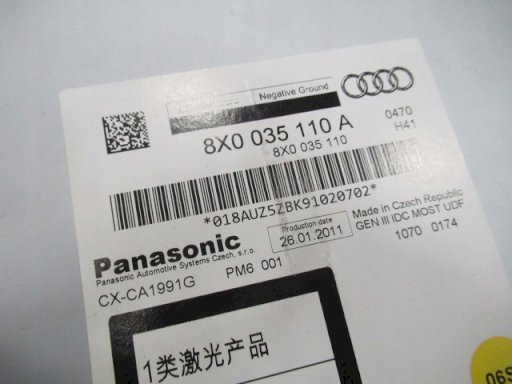 Negative Ground
8X0 035 110 A
8X0 035 110
0470
H41
*018AUZ5ZBK91020702*
Panasonic
Panasonic Automotive Systems Czech, s.r.o.
CX-CA1991G
PM6 001
Production date
26.01.2011
Made in Czech Republic
GEN III IDC MOST UDF
1070 0174
1类激光产品
06S